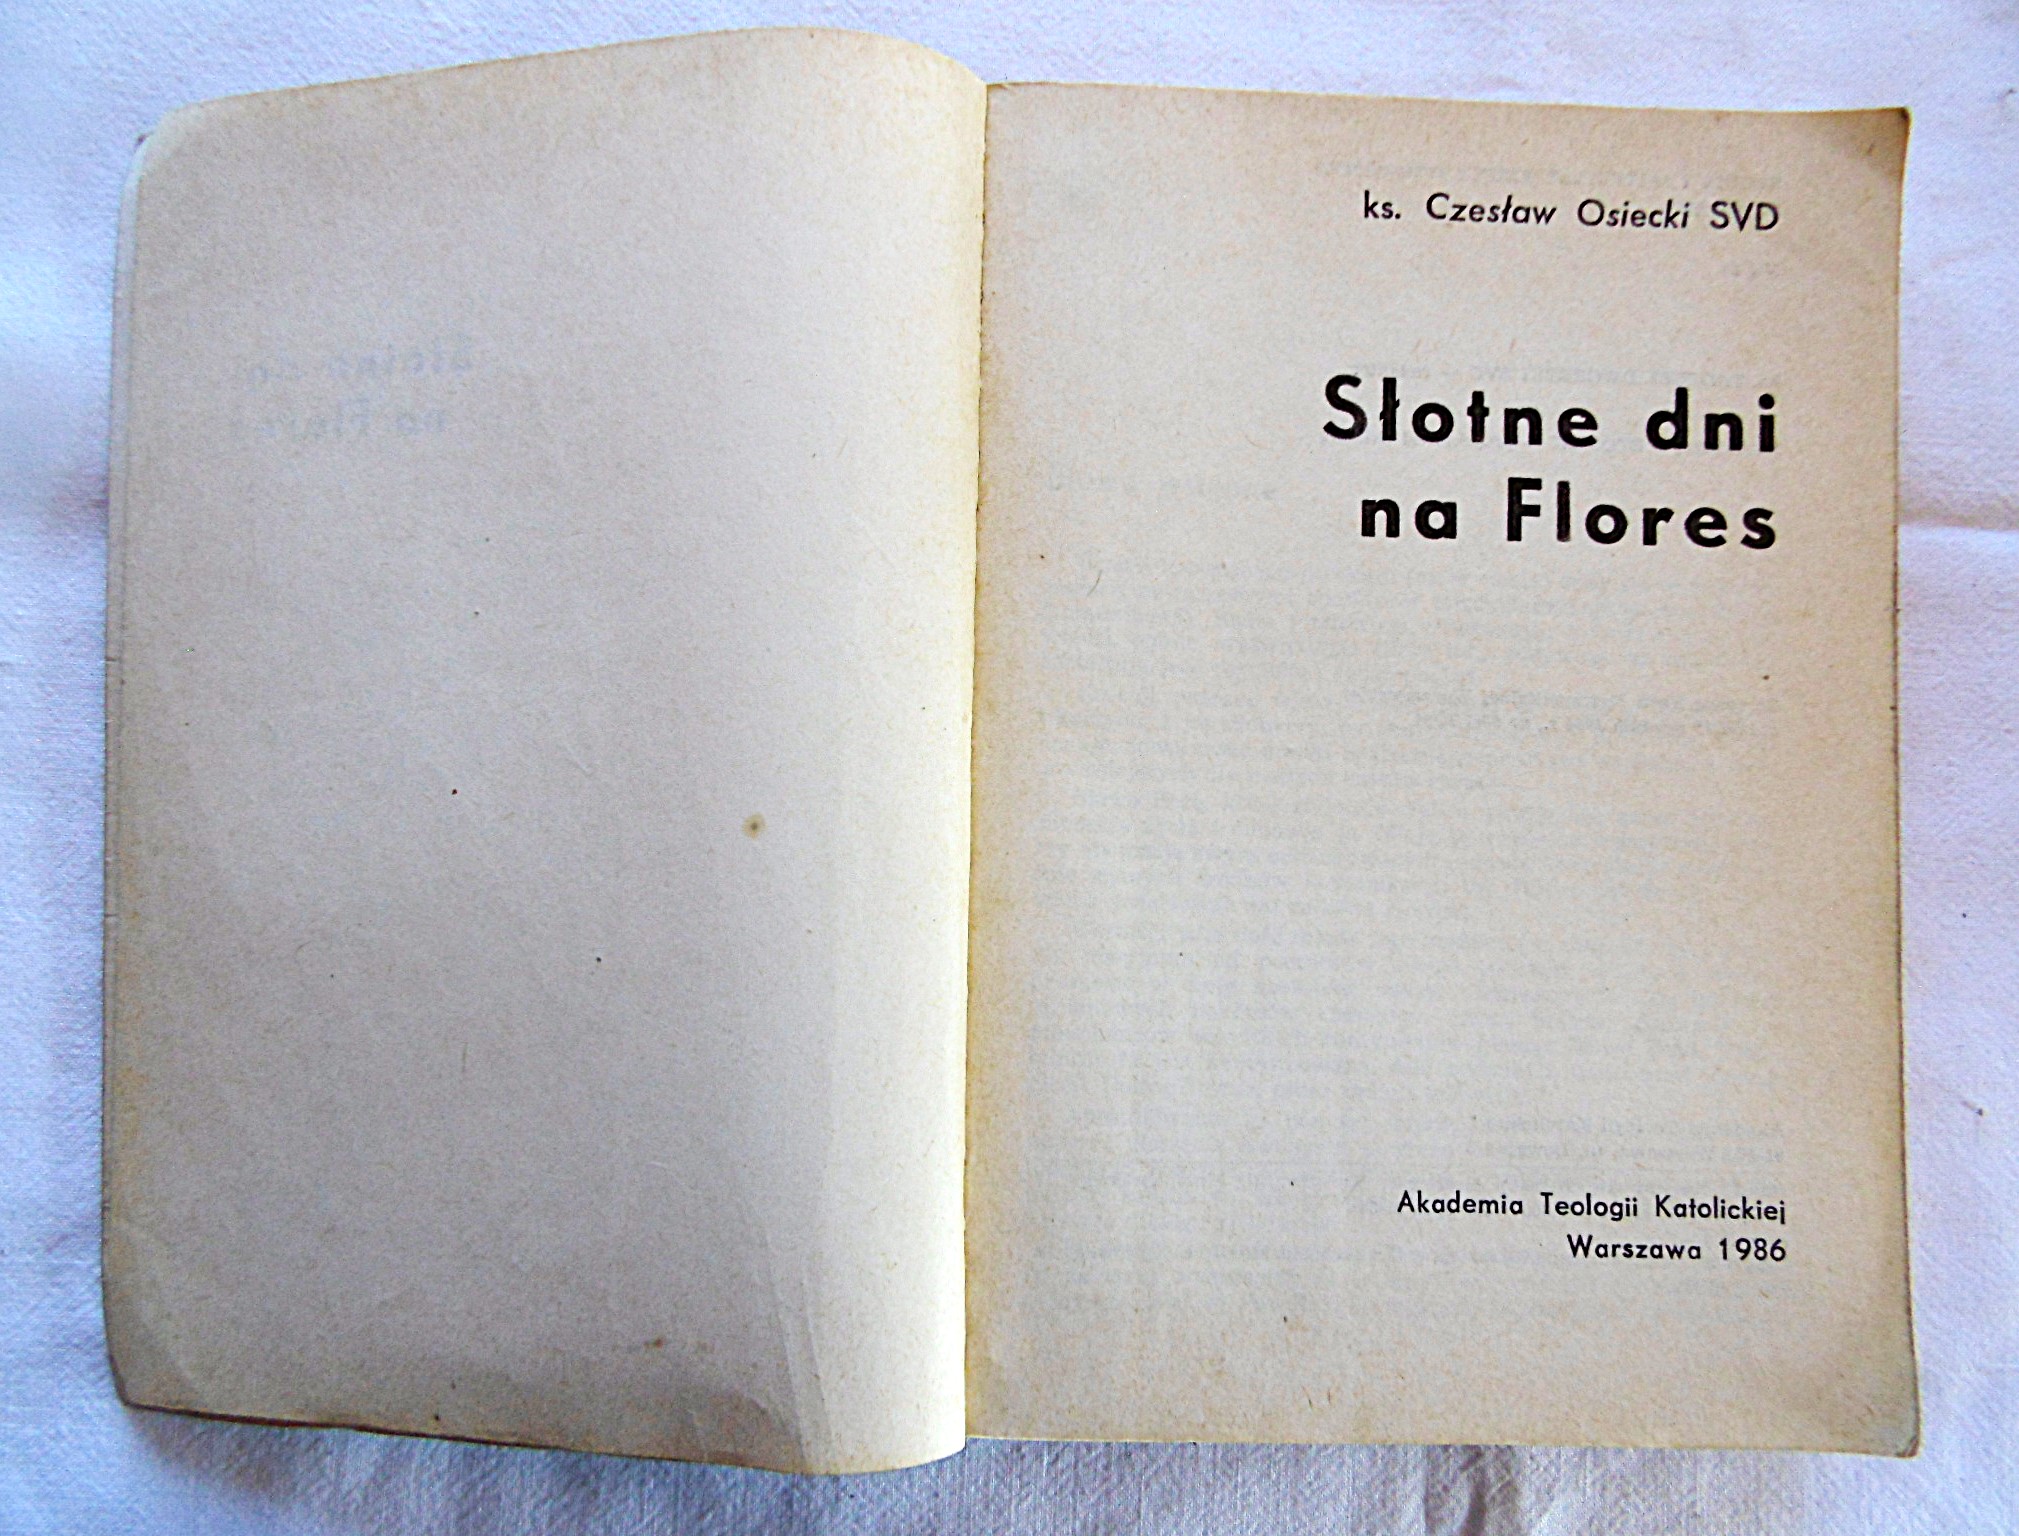 ks. Czesław Osiecki SVD
Słotne dni
na Flores
Akademia Teologii Katolickiej
Warszawa 1986